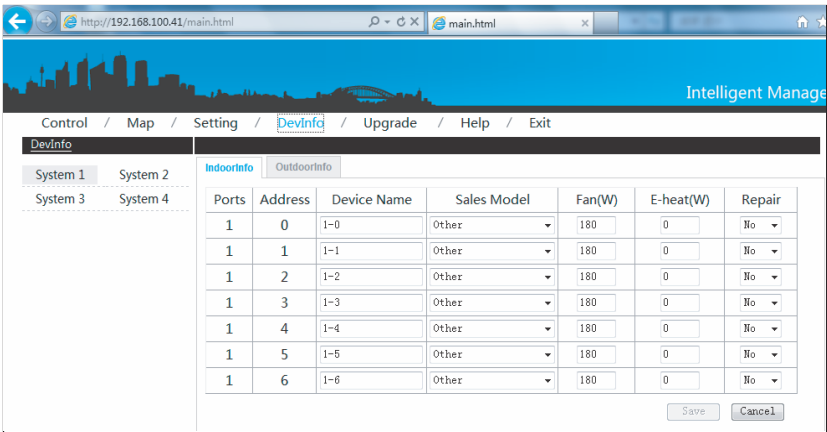 http://192.168.100.41/main.html
main.html
Intelligent Manage
Control / Map / Setting / DevInfo / Upgrade / Help / Exit
DevInfo
System 1 System 2
System 3 System 4
IndoorInfo OutdoorInfo
Ports Address Device Name Sales Model Fan(W) E-heat(W) Repair
1 0 1-0 Other 180 0 No
1 1 1-1 Other 180 0 No
1 2 1-2 Other 180 0 No
1 3 1-3 Other 180 0 No
1 4 1-4 Other 180 0 No
1 5 1-5 Other 180 0 No
1 6 1-6 Other 180 0 No
Save Cancel